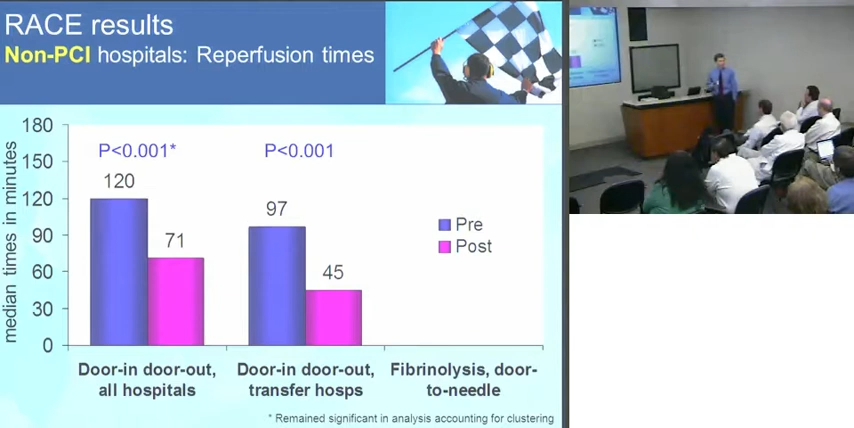 RACE results
Non-PCI hospitals: Reperfusion times
median times in minutes
180
150
120
90
60
30
0
P<0.001*
P<0.001
120
71
97
45
Pre
Post
Door-in door-out,
all hospitals
Door-in door-out,
transfer hosps
Fibrinolysis, door-
to-needle
* Remained significant in analysis accounting for clustering